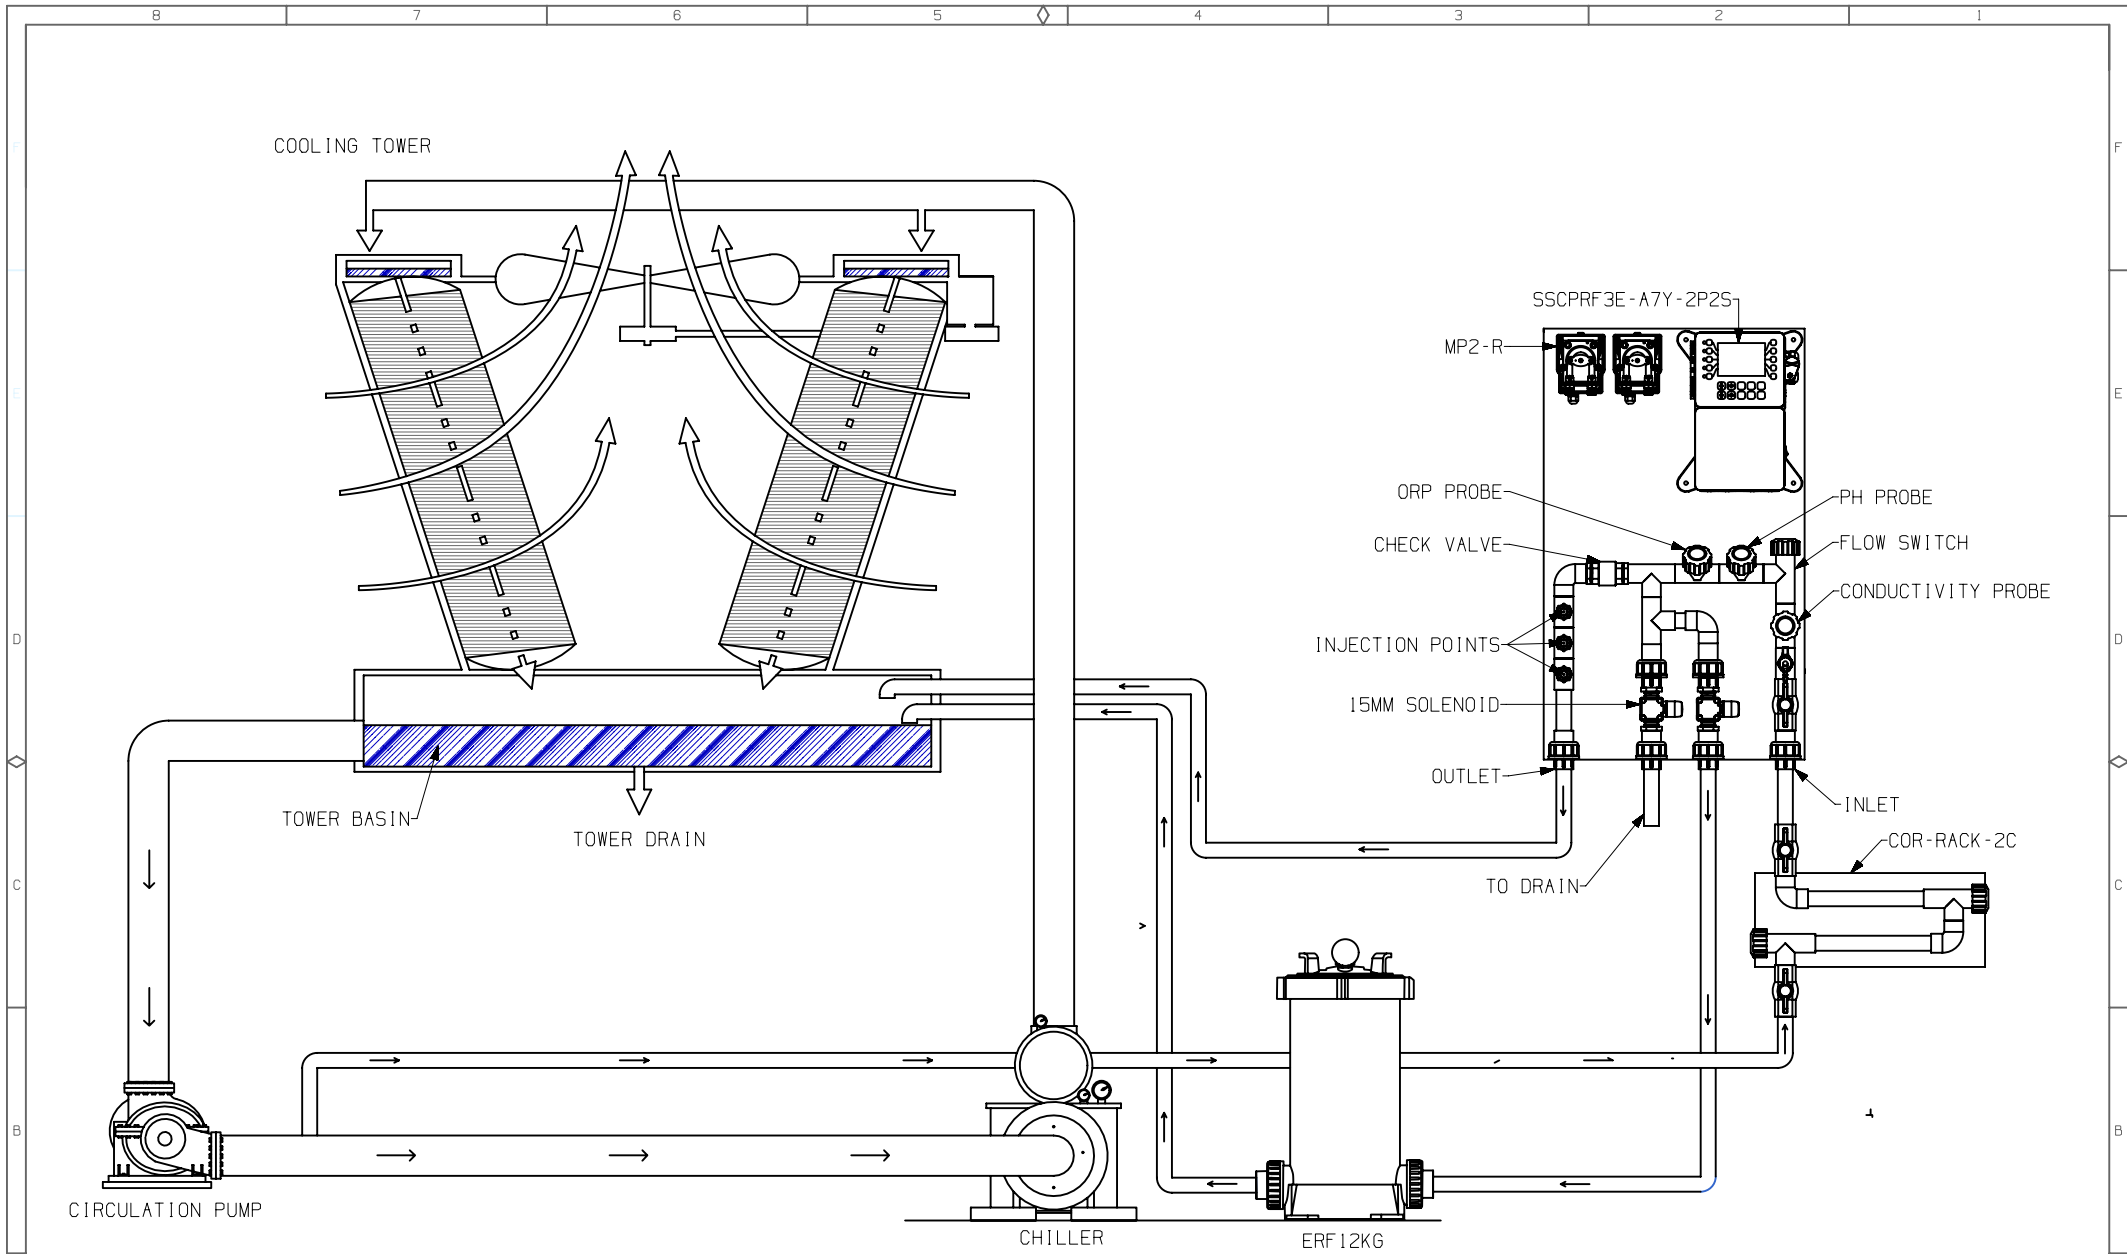 8 7 6 5 4 3 2 1
COOLING TOWER
F F
SSCPRF3E-A7Y-2P2S
MP2-R
E E
ORP PROBE
PH PROBE
CHECK VALVE
FLOW SWITCH
CONDUCTIVITY PROBE
D D
INJECTION POINTS
15MM SOLENOID
OUTLET
INLET
TOWER BASIN
TOWER DRAIN
COR-RACK-2C
C C
TO DRAIN
B B
CIRCULATION PUMP
CHILLER
ERF12KG